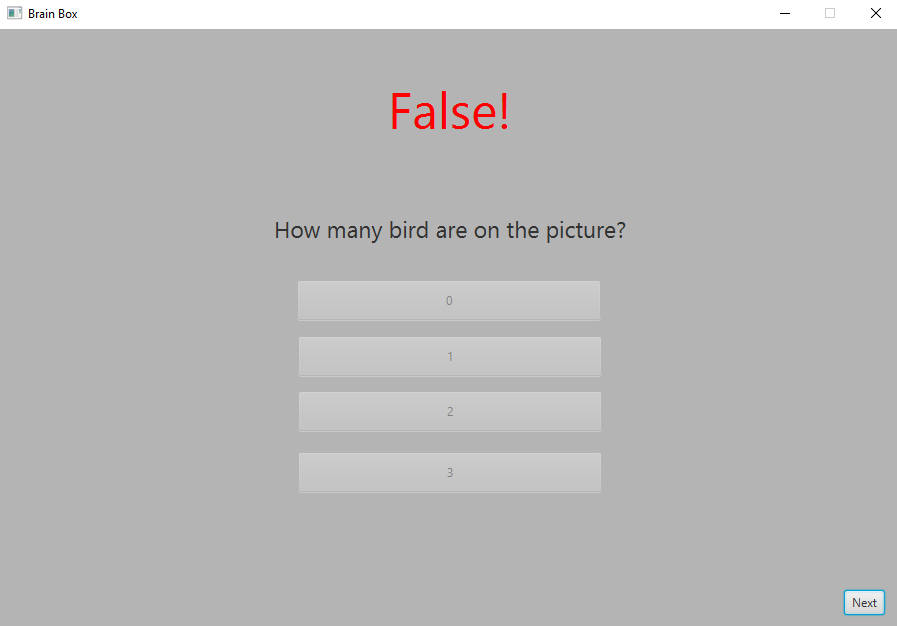 Brain Box
False!
How many bird are on the picture?
0
1
2
3
Next